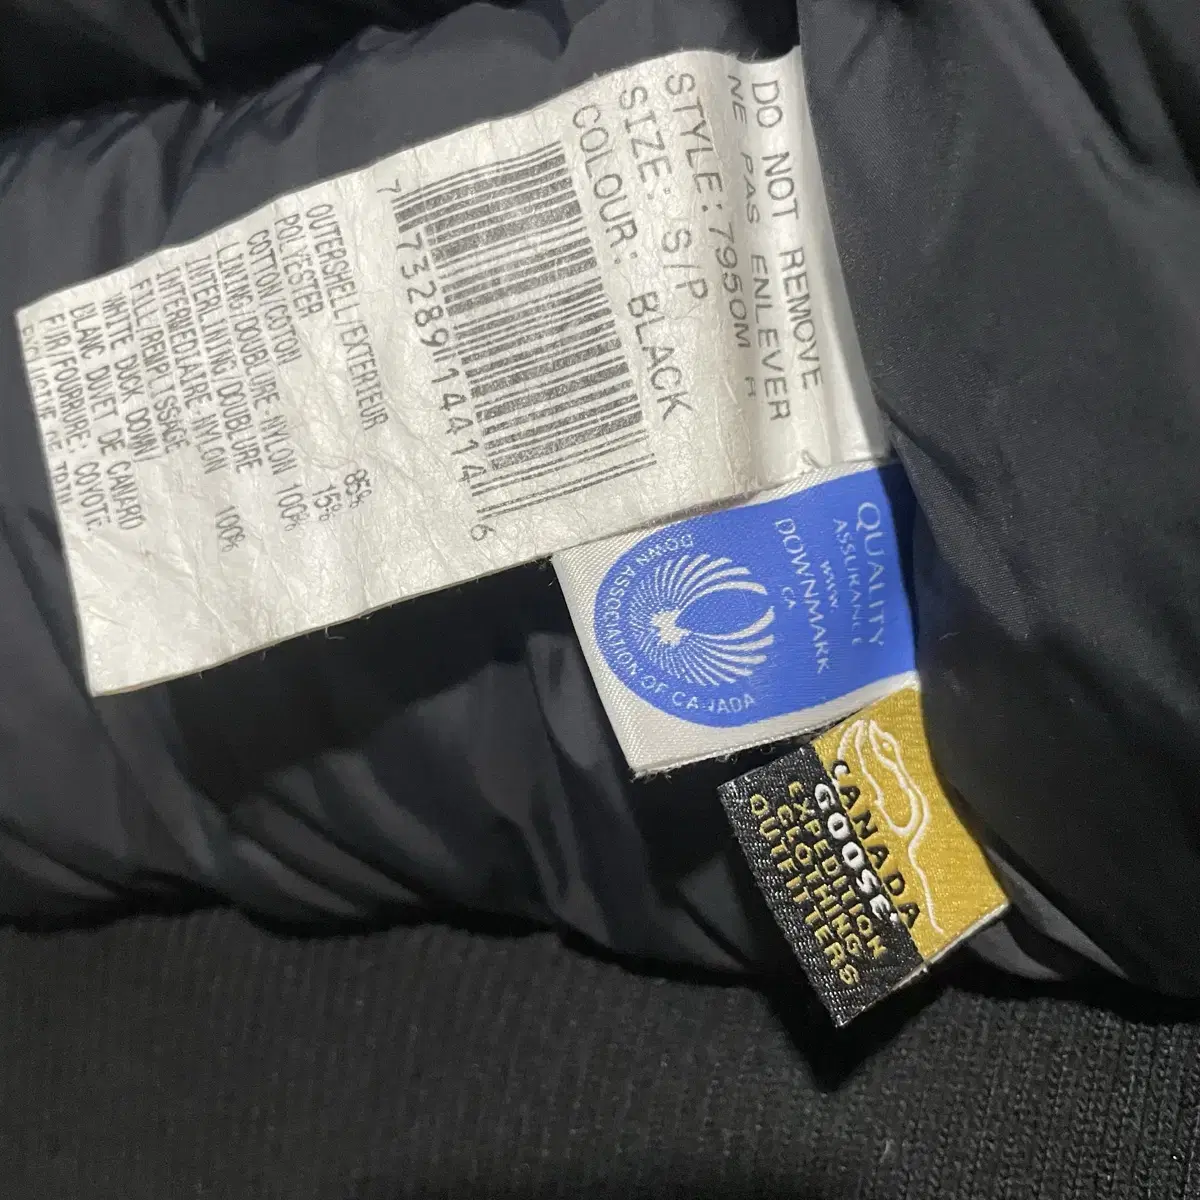 DO NOT REMOVE
NE PAS ENLEVER
STYLE: 7950M R
SIZE: S/P
COLOUR: BLACK
7 73289 14414 6
OUTERSHELL/EXTERIEUR
POLYESTER 85%
COTTON/COTON 15%
LINING/DOUBLURE-NYLON 100%
INTERLINING/DOUBLURE
INTERMEDIAIRE-NYLON 100%
FILL/REMPLISSAGE
WHITE DUCK DOWN
BLANC DUVET DE CANARD
FUR/FOURRURE: COYOTE
QUALITY
ASSURANCE
www.
DOWNMARK
.CA
DOWN ASSOCIATION OF CANADA
CANADA
GOOSE
EXPEDITION
CLOTHING
OUTFITTERS